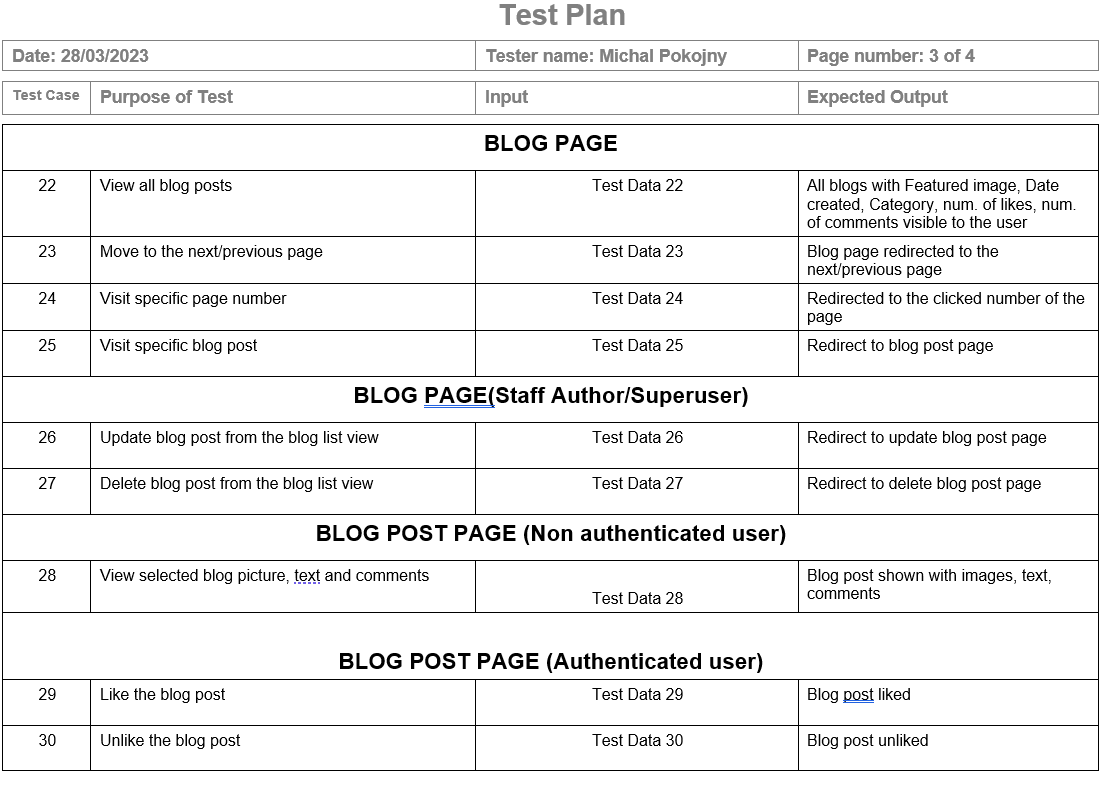 Test Plan
Date: 28/03/2023 Tester name: Michal Pokojny Page number: 3 of 4
Test Case Purpose of Test Input Expected Output
BLOG PAGE
22 View all blog posts Test Data 22 All blogs with Featured image, Date
created, Category, num. of likes, num.
of comments visible to the user
23 Move to the next/previous page Test Data 23 Blog page redirected to the
next/previous page
24 Visit specific page number Test Data 24 Redirected to the clicked number of the
page
25 Visit specific blog post Test Data 25 Redirect to blog post page
BLOG PAGE(Staff Author/Superuser)
26 Update blog post from the blog list view Test Data 26 Redirect to update blog post page
27 Delete blog post from the blog list view Test Data 27 Redirect to delete blog post page
BLOG POST PAGE (Non authenticated user)
28 View selected blog picture, text and comments Test Data 28 Blog post shown with images, text,
comments
BLOG POST PAGE (Authenticated user)
29 Like the blog post Test Data 29 Blog post liked
30 Unlike the blog post Test Data 30 Blog post unliked